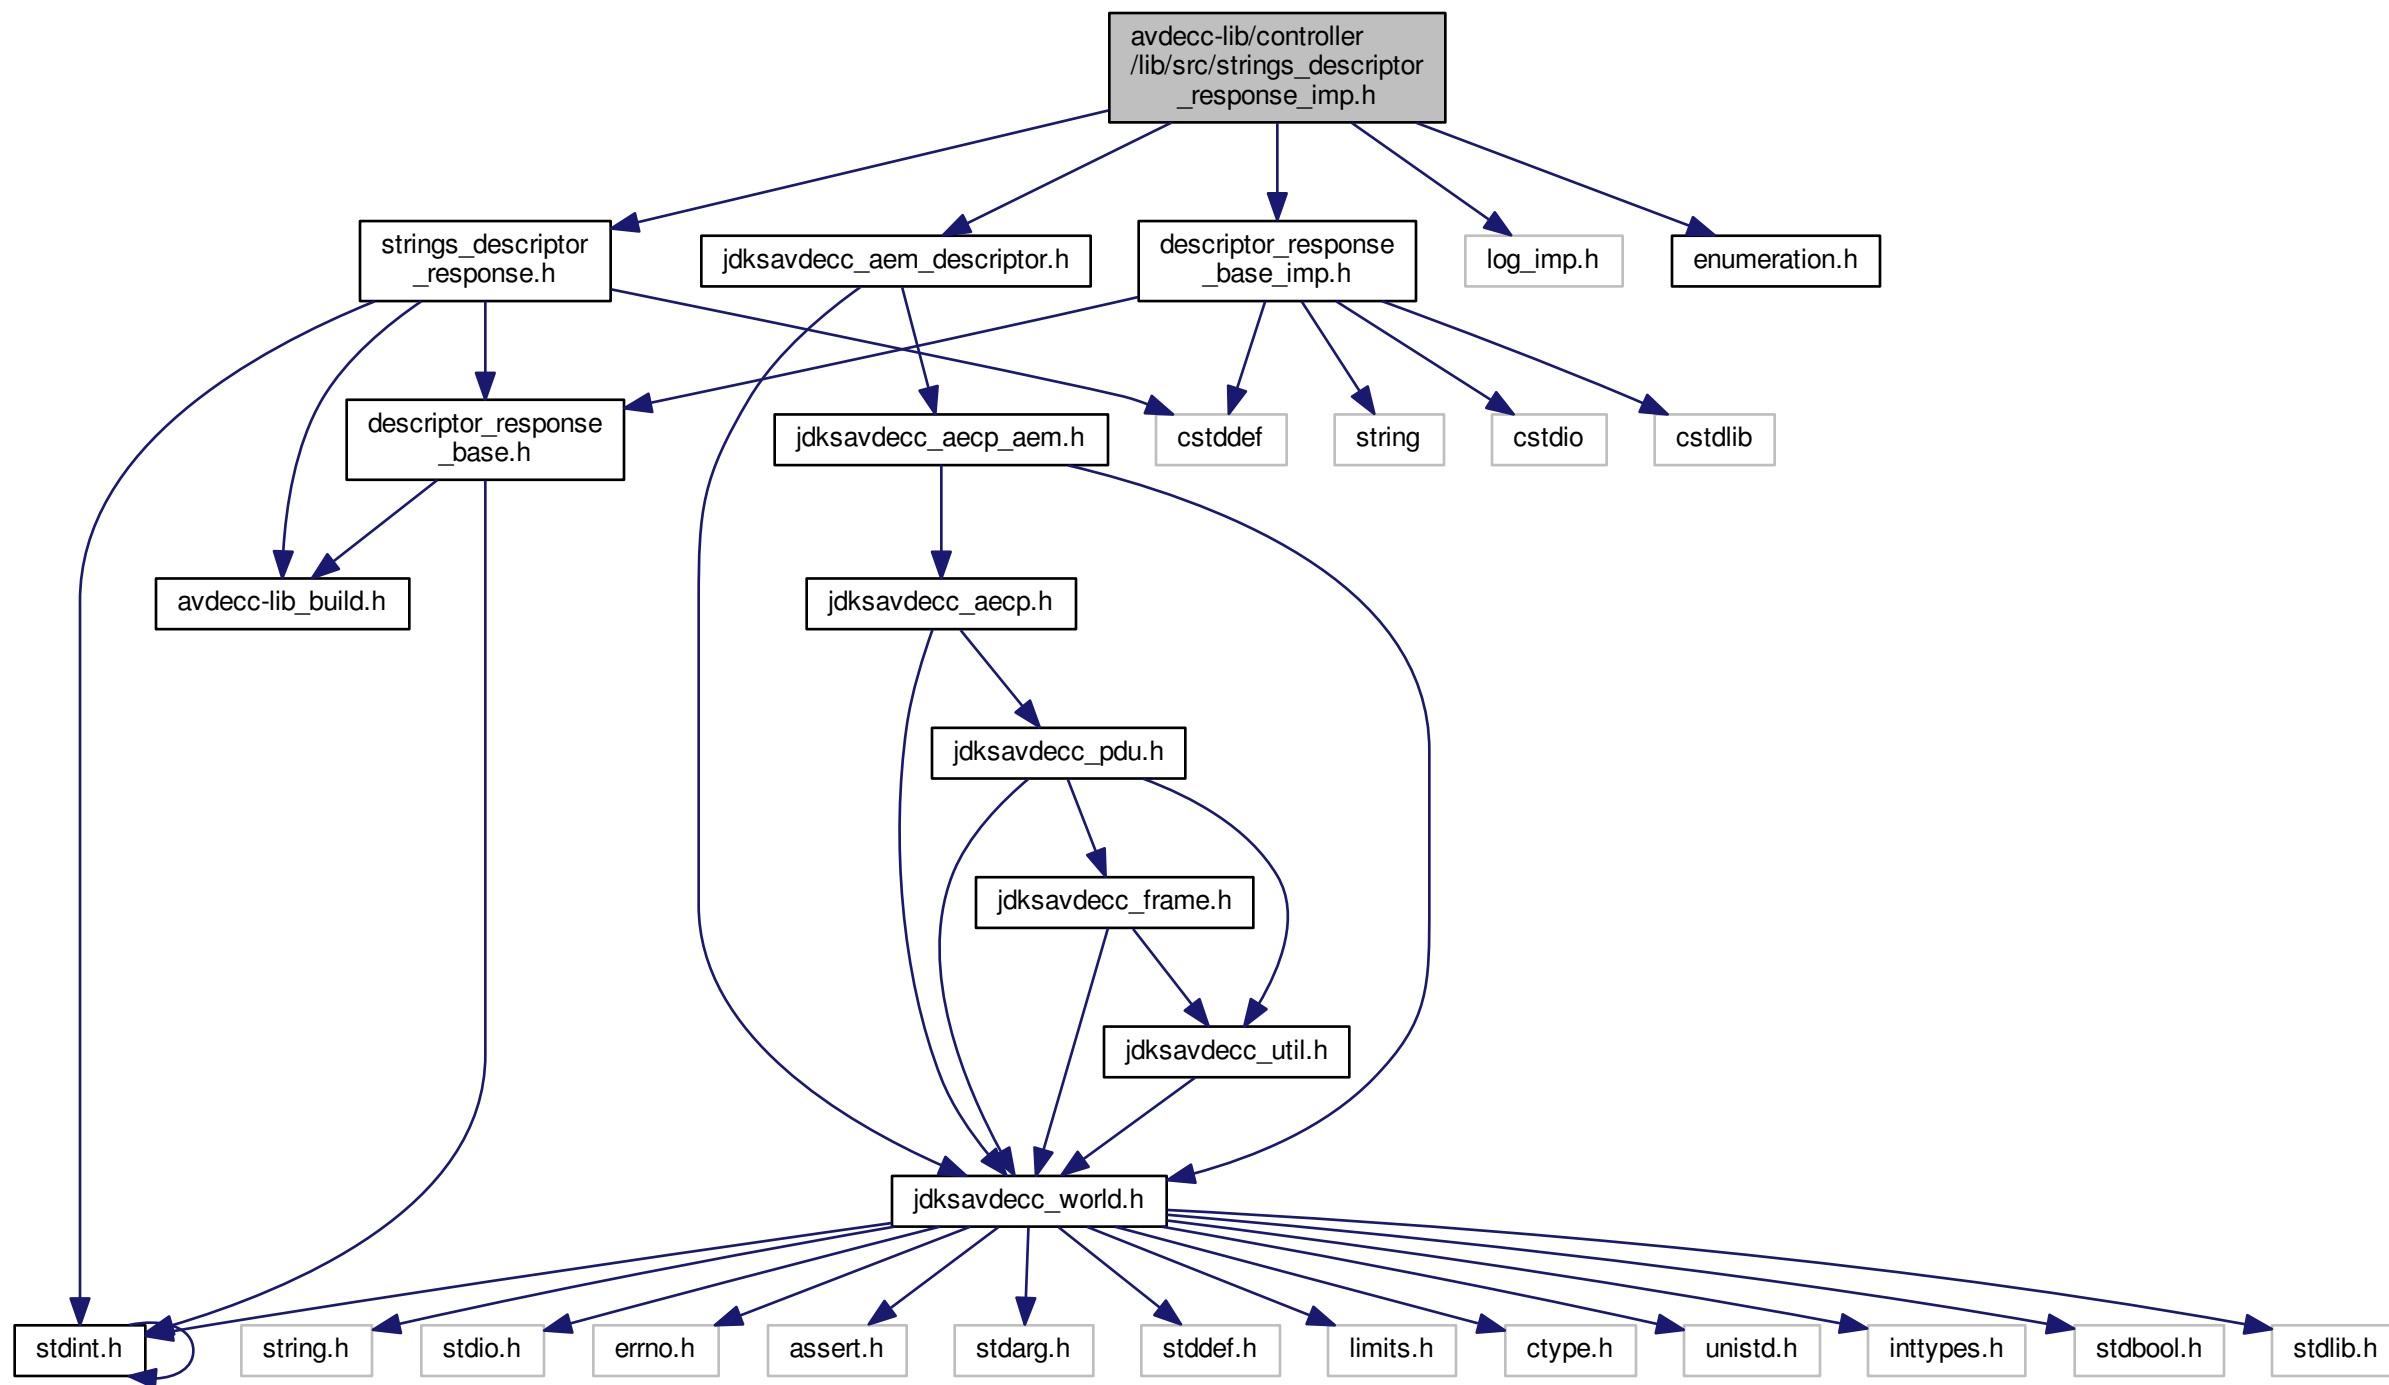 avdecc-lib/controller
/lib/src/strings_descriptor
_response_imp.h
strings_descriptor
_response.h
jdksavdecc_aem_descriptor.h
descriptor_response
_base_imp.h
log_imp.h
enumeration.h
descriptor_response
_base.h
jdksavdecc_aecp_aem.h
cstddef
string
cstdio
cstdlib
avdecc-lib_build.h
jdksavdecc_aecp.h
jdksavdecc_pdu.h
jdksavdecc_frame.h
jdksavdecc_util.h
jdksavdecc_world.h
stdint.h
string.h
stdio.h
errno.h
assert.h
stdarg.h
stddef.h
limits.h
ctype.h
unistd.h
inttypes.h
stdbool.h
stdlib.h